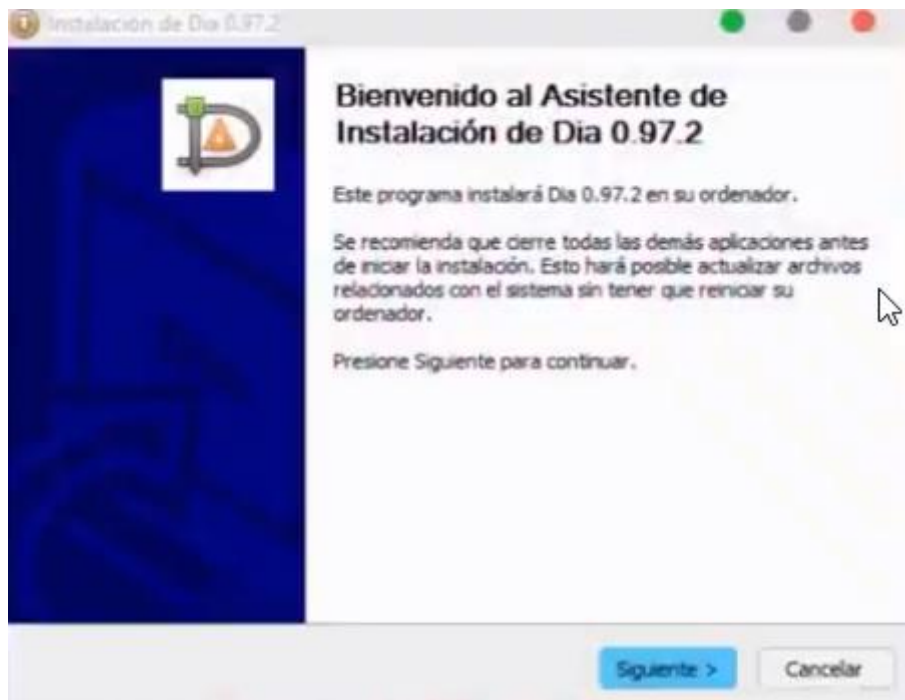 Instalación de Dia 0.97.2
Bienvenido al Asistente de
Instalación de Dia 0.97.2
Este programa instalará Dia 0.97.2 en su ordenador.
Se recomienda que cierre todas las demás aplicaciones antes
de iniciar la instalación. Esto hará posible actualizar archivos
relacionados con el sistema sin tener que reiniciar su
ordenador.
Presione Siguiente para continuar.
Siguiente >
Cancelar